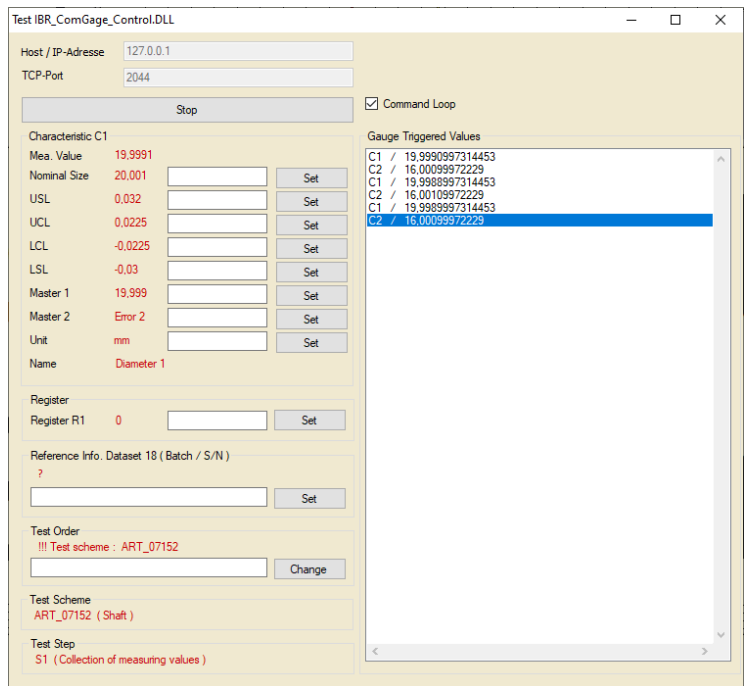 Test IBR_ComGage_Control.DLL
Host / IP-Adresse 127.0.0.1
TCP-Port 2044
Stop
Command Loop
Characteristic C1
Mea. Value 19,9991
Nominal Size 20,001 Set
USL 0,032 Set
UCL 0,0225 Set
LCL -0,0225 Set
LSL -0,03 Set
Master 1 19,999 Set
Master 2 Error 2 Set
Unit mm Set
Name Diameter 1
Register
Register R1 0 Set
Reference Info. Dataset 18 ( Batch / S/N )
?
Set
Test Order
!!! Test scheme : ART_07152
Change
Test Scheme
ART_07152 ( Shaft )
Test Step
S1 ( Collection of measuring values )
Gauge Triggered Values
C1 / 19,9990997314453
C2 / 16,00099972229
C1 / 19,9988997314453
C2 / 16,00109972229
C1 / 19,9989997314453
C2 / 16,00099972229